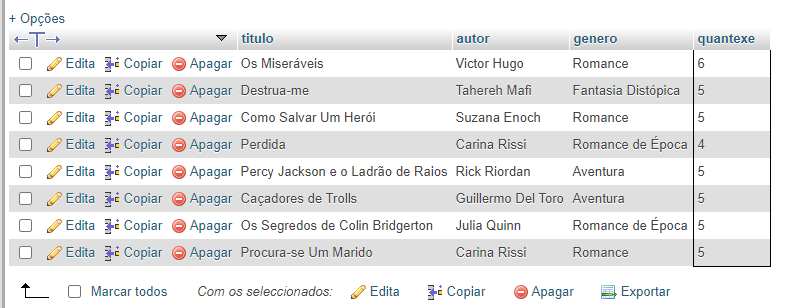 + Opções
titulo autor genero quantexe
Edita Copiar Apagar Os Miseráveis Victor Hugo Romance 6
Edita Copiar Apagar Destrua-me Tahereh Mafi Fantasia Distópica 5
Edita Copiar Apagar Como Salvar Um Herói Suzana Enoch Romance 5
Edita Copiar Apagar Perdida Carina Rissi Romance de Época 4
Edita Copiar Apagar Percy Jackson e o Ladrão de Raios Rick Riordan Aventura 5
Edita Copiar Apagar Caçadores de Trolls Guillermo Del Toro Aventura 5
Edita Copiar Apagar Os Segredos de Colin Bridgerton Julia Quinn Romance de Época 5
Edita Copiar Apagar Procura-se Um Marido Carina Rissi Romance 5
Marcar todos Com os seleccionados: Edita Copiar Apagar Exportar